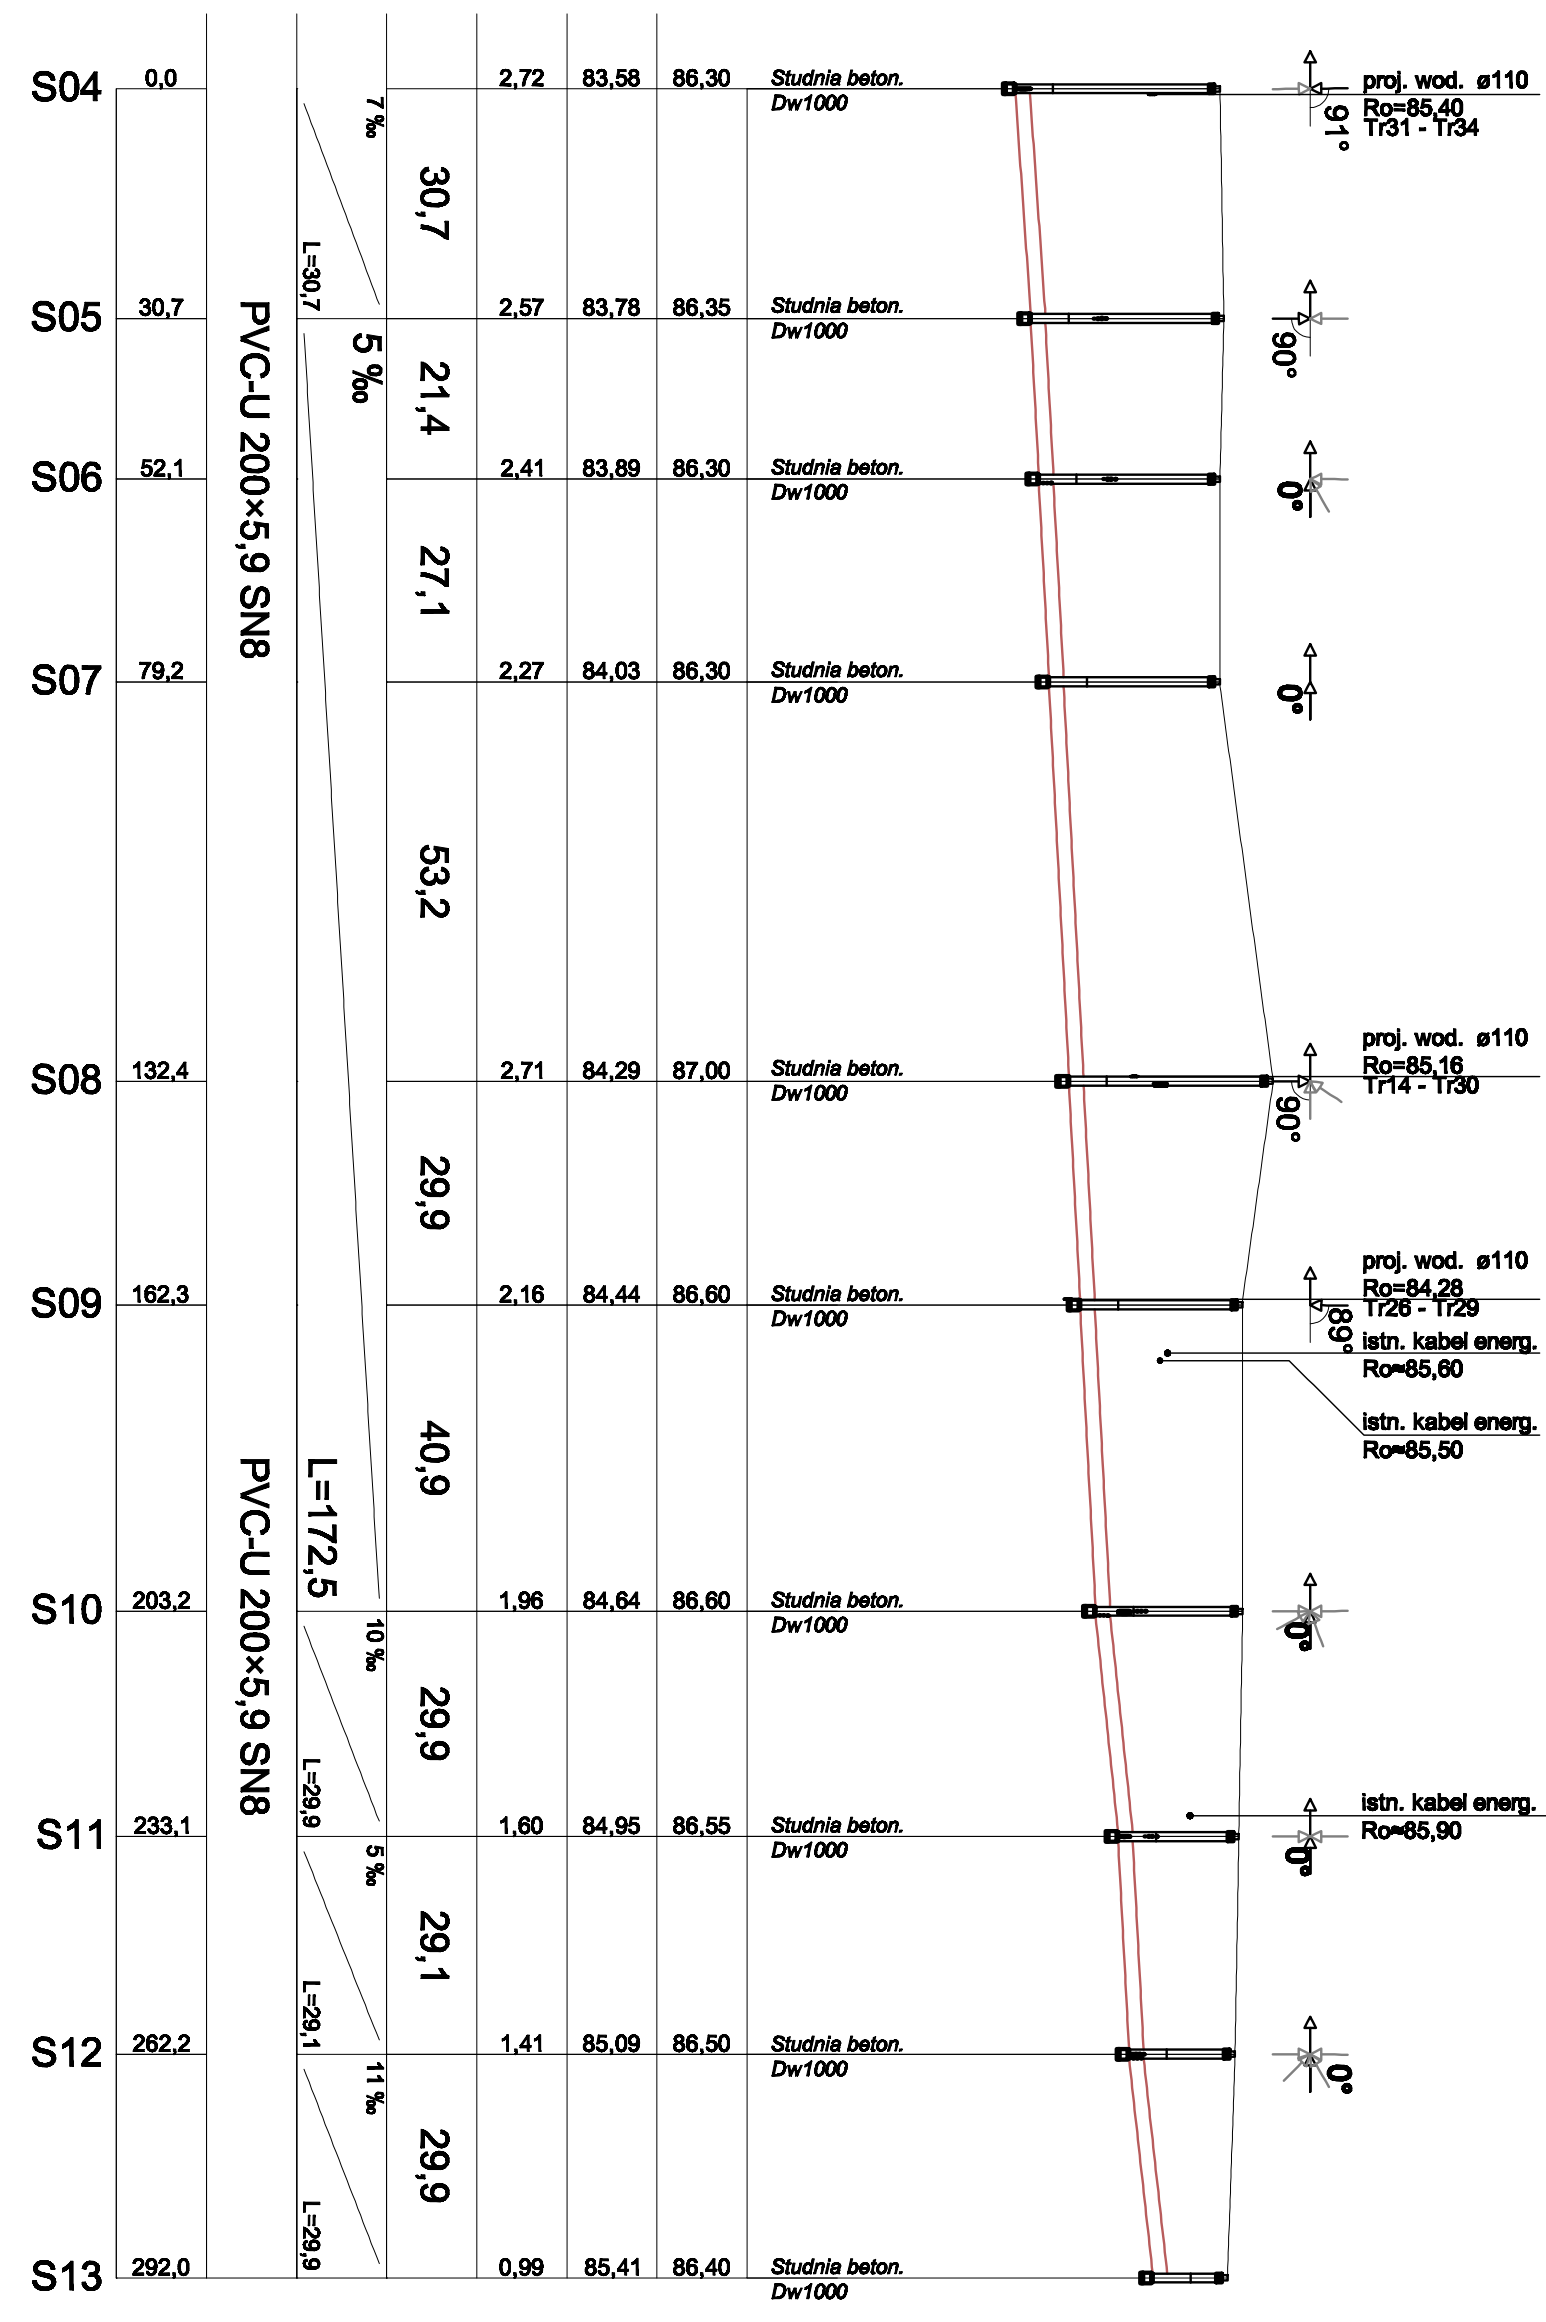 S04 0,0 2,72 83,58 86,30 Studnia beton. proj. wod. ø110
Dw1000 Ro=85,40
Tr31 - Tr34
91°
7 ‰
30,7
L=30,7
S05 30,7 2,57 83,78 86,35 Studnia beton.
Dw1000
90°
PVC-U 200×5,9 SN8
5 ‰
21,4
S06 52,1 2,41 83,89 86,30 Studnia beton.
Dw1000
0°
27,1
S07 79,2 2,27 84,03 86,30 Studnia beton.
Dw1000
0°
53,2
proj. wod. ø110
S08 132,4 2,71 84,29 87,00 Studnia beton. Ro=85,16
Dw1000 Tr14 - Tr30
90°
29,9
proj. wod. ø110
S09 162,3 2,16 84,44 86,60 Studnia beton. Ro=84,28
Dw1000 Tr26 - Tr29
89°
istn. kabel energ.
Ro≈85,60
istn. kabel energ.
Ro≈85,50
40,9
L=172,5
PVC-U 200×5,9 SN8
S10 203,2 1,96 84,64 86,60 Studnia beton.
Dw1000
0°
10 ‰
29,9
L=29,9
istn. kabel energ.
Ro≈85,90
S11 233,1 1,60 84,95 86,55 Studnia beton.
Dw1000
0°
5 ‰
29,1
L=29,1
S12 262,2 1,41 85,09 86,50 Studnia beton.
Dw1000
0°
11 ‰
29,9
L=29,9
S13 292,0 0,99 85,41 86,40 Studnia beton.
Dw1000